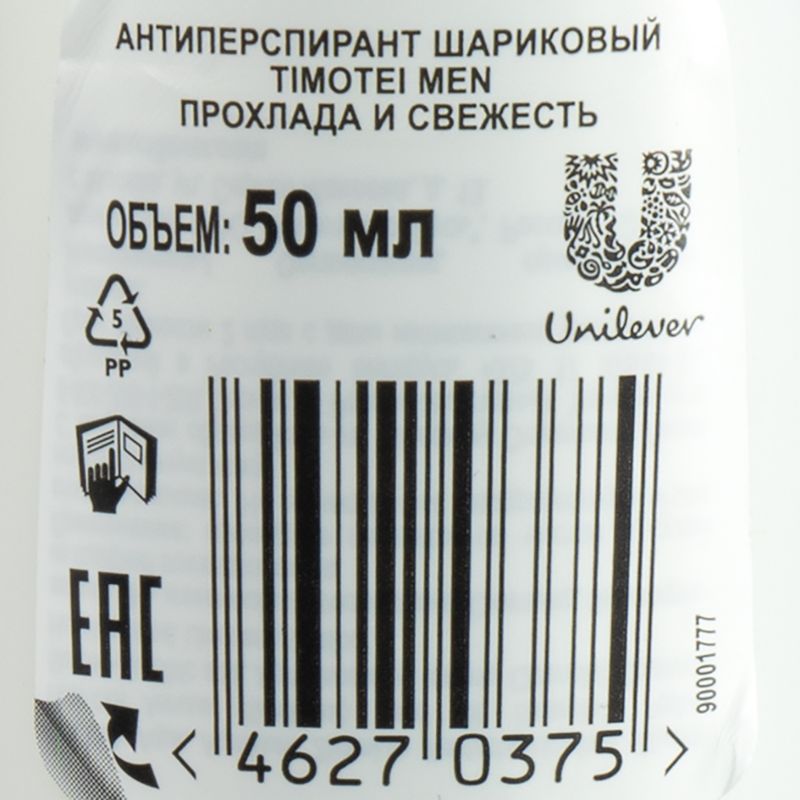 АНТИПЕРСПИРАНТ ШАРИКОВЫЙ
TIMOTEI MEN
ПРОХЛАДА И СВЕЖЕСТЬ
ОБЪЕМ: 50 мл
Unilever
5
PP
EAC
90001777
< 4627 0375 >